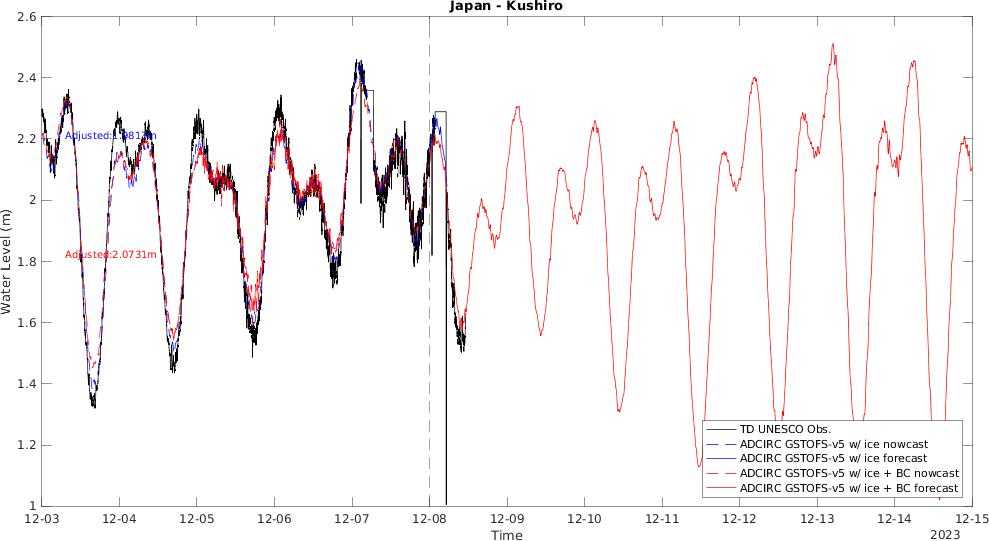 Japan - Kushiro
2.6
2.4
2.2
2
1.8
1.6
1.4
1.2
1
Water Level (m)
Adjusted:2.0731m
TD UNESCO Obs.
ADCIRC GSTOFS-v5 w/ ice nowcast
ADCIRC GSTOFS-v5 w/ ice forecast
ADCIRC GSTOFS-v5 w/ ice + BC nowcast
ADCIRC GSTOFS-v5 w/ ice + BC forecast
12-03 12-04 12-05 12-06 12-07 12-08 12-09 12-10 12-11 12-12 12-13 12-14 12-15
Time
2023